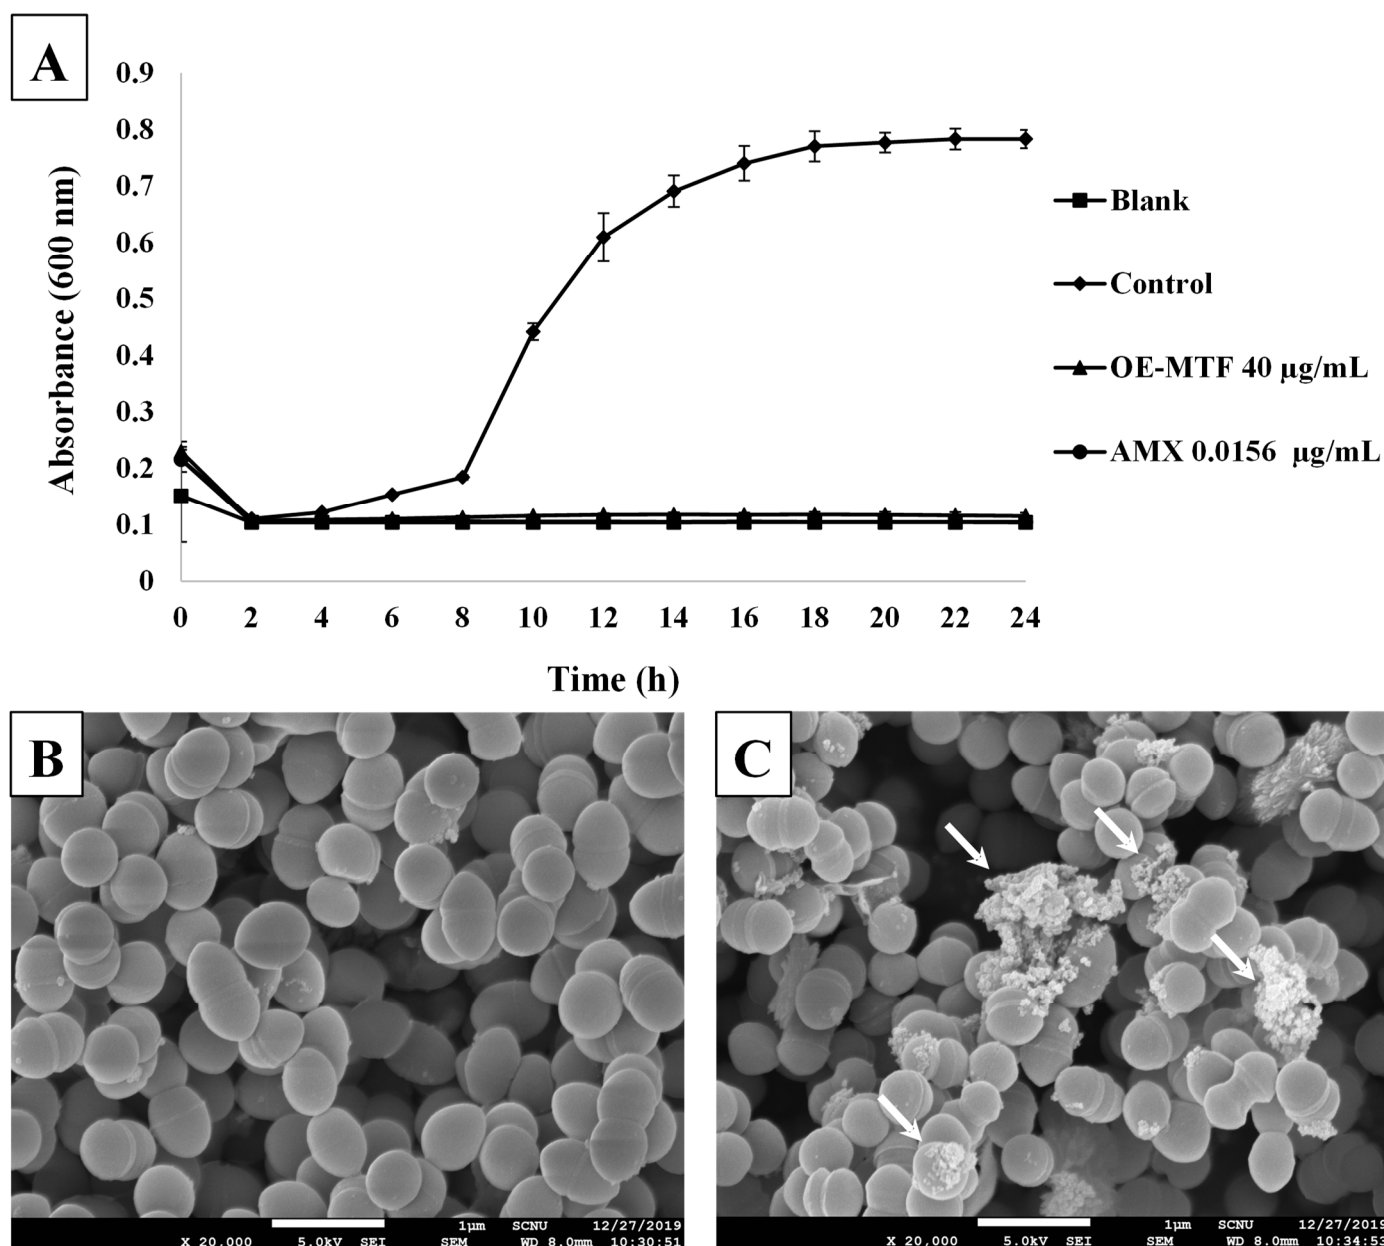 A
0.9
0.8
0.7
0.6
0.5
0.4
0.3
0.2
0.1
0
Absorbance (600 nm)
0 2 4 6 8 10 12 14 16 18 20 22 24
Time (h)
Blank
Control
OE-MTF 40 µg/mL
AMX 0.0156 µg/mL
B
1µm SCNU 12/27/2019
X 20,000 5.0kV SEI SEM WD 8.0mm 10:30:51
C
1µm SCNU 12/27/2019
X 20,000 5.0kV SEI SEM WD 8.0mm 10:34:53